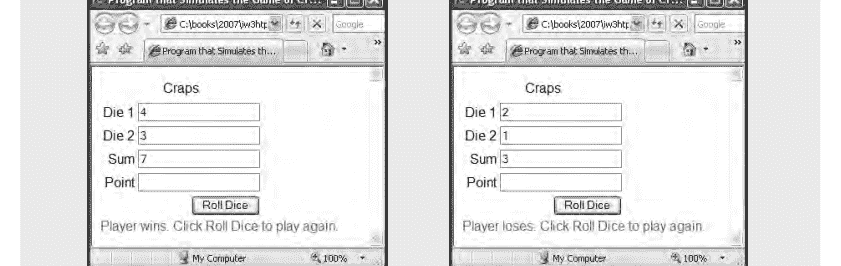 Program that Simulates the Game of Cr...
C:\books\2007\iw3htp
Google
Program that Simulates th...
Craps
Die 1 4
Die 2 3
Sum 7
Point
Roll Dice
Player wins. Click Roll Dice to play again.
My Computer
100%
Program that Simulates the Game of Cr...
C:\books\2007\iw3htp
Google
Program that Simulates th...
Craps
Die 1 2
Die 2 1
Sum 3
Point
Roll Dice
Player loses. Click Roll Dice to play again.
My Computer
100%